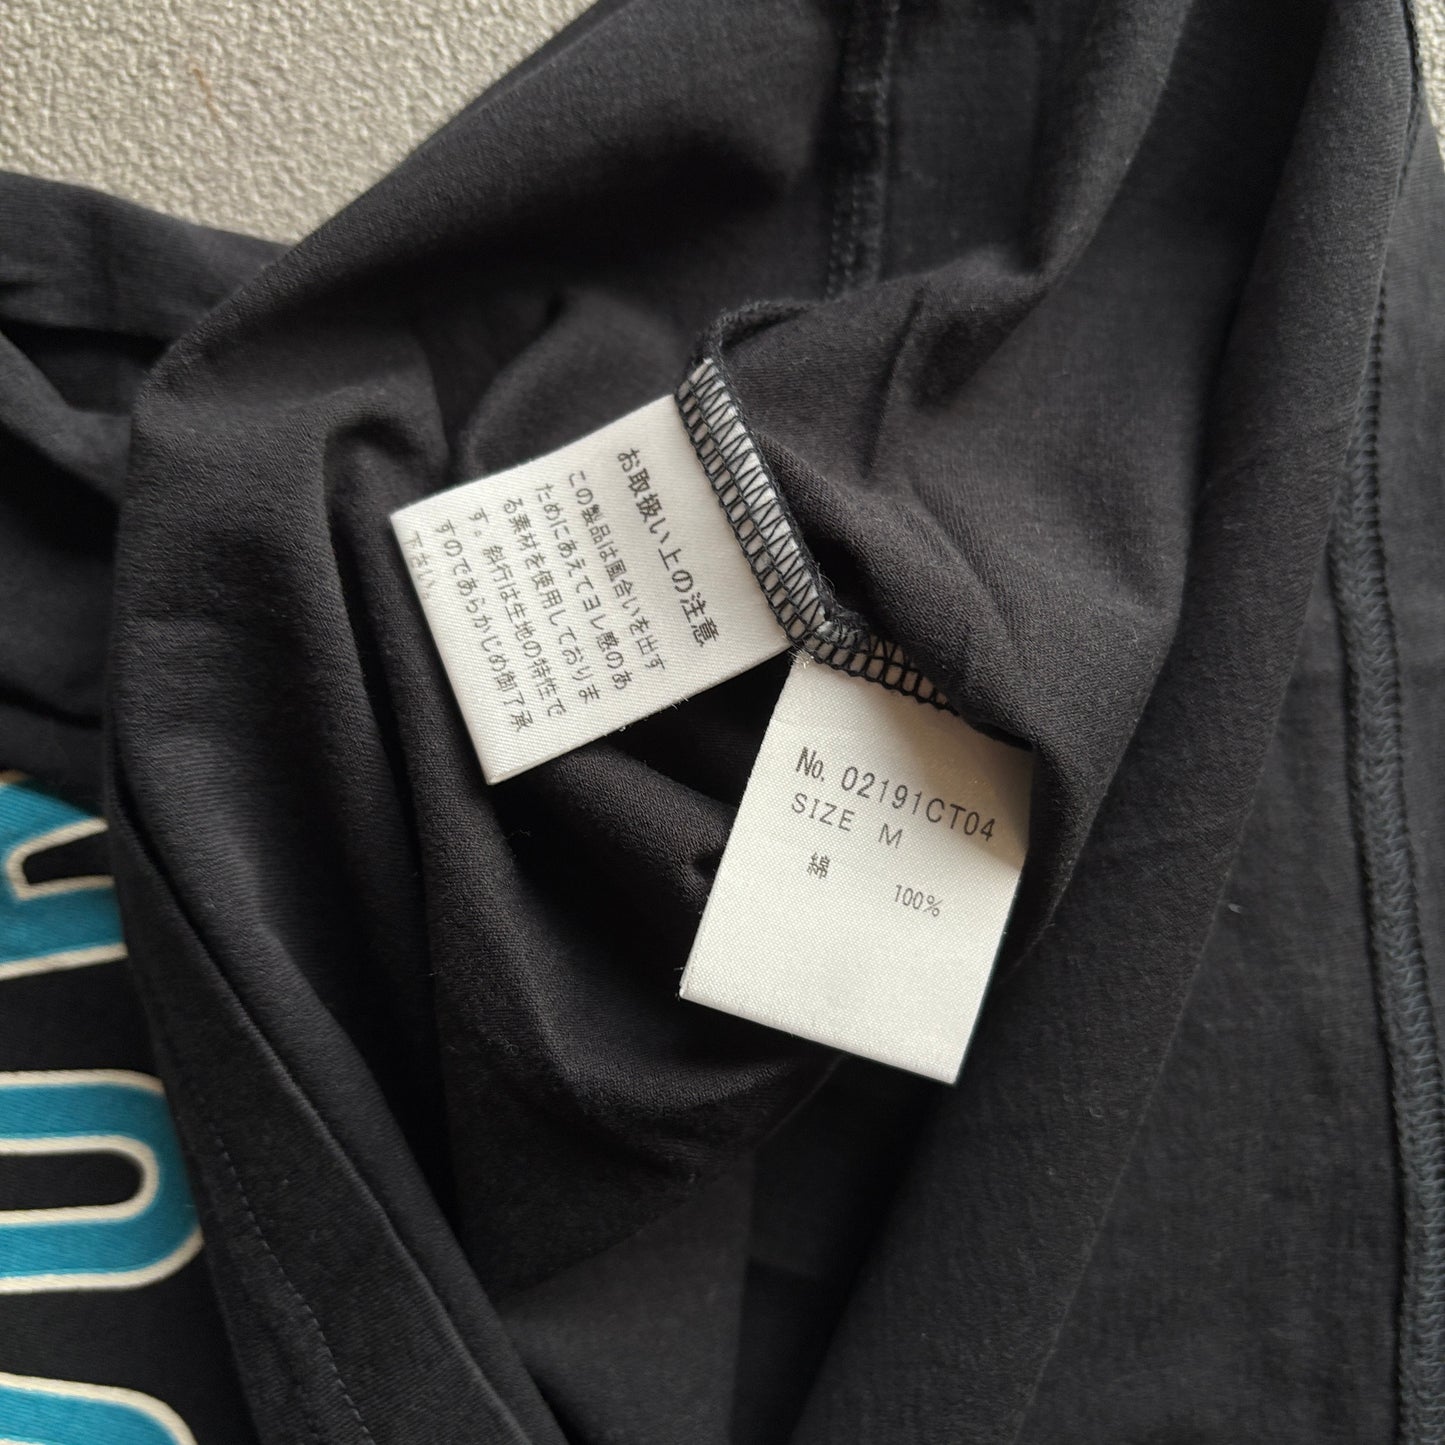 お取扱い上の注意
この製品は風合いを出す
ためにあえてヨレ感のあ
る素材を使用しておりま
す。斜行は生地の特性で
すのであらかじめ御了承
下さい。
No. 02191CT04
SIZE M
綿 100%